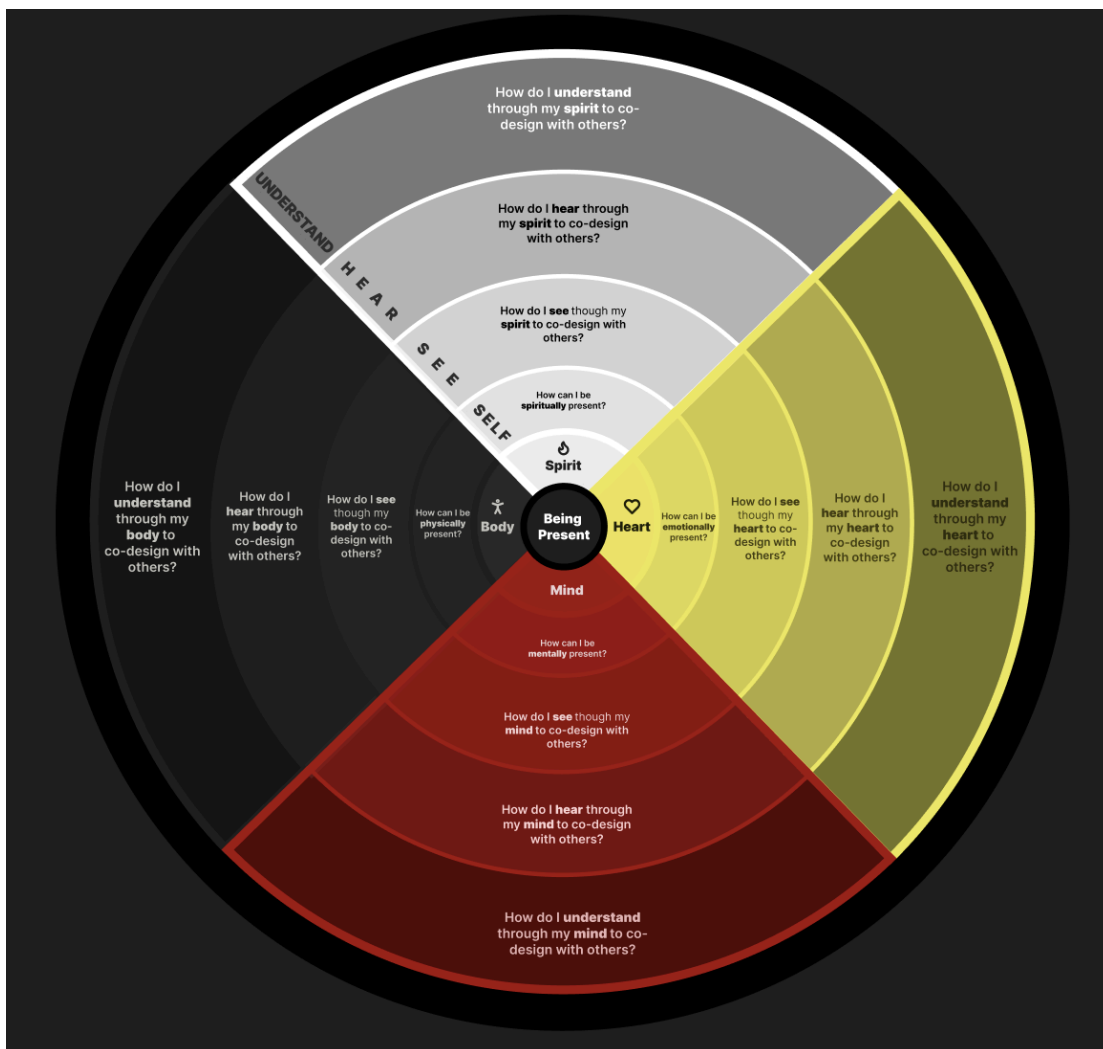 How do I understand
through my spirit to co-
design with others?
UNDERSTAND
How do I hear through
my spirit to co-design
with others?
HEAR
How do I see though my
spirit to co-design with
others?
SEE
How can I be
spiritually present?
SELF
Spirit
How do I
understand
through my
body to
co-design with
others?
How do I
hear through
my body to
co-design
with others?
How do I see
though my
body to co-
design with
others?
How can I be
physically
present?
Body
Being
Present
Heart
How can I be
emotionally
present?
How do I see
though my
heart to co-
design with
others?
How do I
hear through
my heart to
co-design
with others?
How do I
understand
through my
heart to
co-design with
others?
Mind
How can I be
mentally present?
How do I see though my
mind to co-design with
others?
How do I hear through
my mind to co-design
with others?
How do I understand
through my mind to co-
design with others?